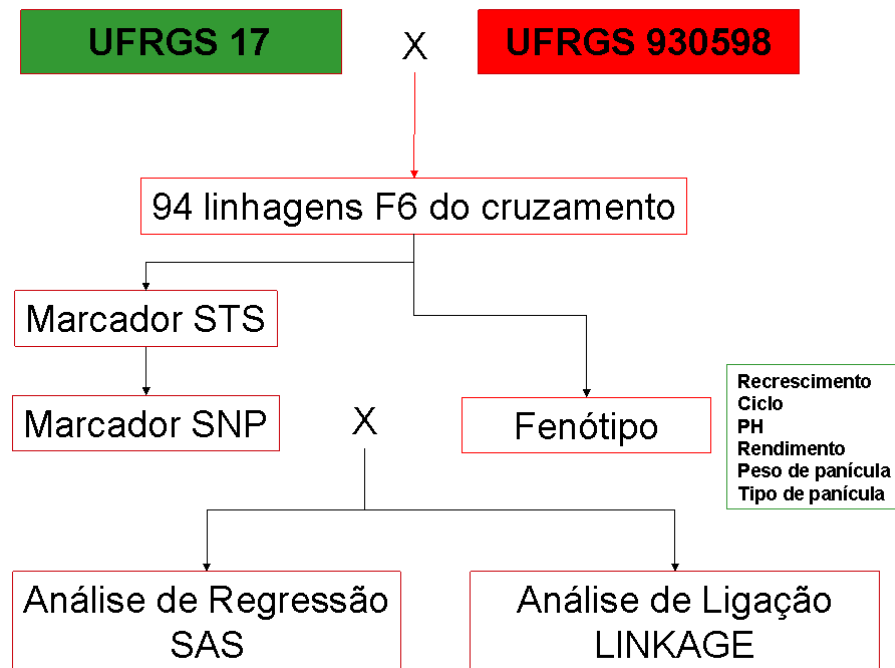 UFRGS 17
X
UFRGS 930598
94 linhagens F6 do cruzamento
Marcador STS
Marcador SNP
X
Fenótipo
Recrescimento
Ciclo
PH
Rendimento
Peso de panícula
Tipo de panícula
Análise de Regressão
SAS
Análise de Ligação
LINKAGE